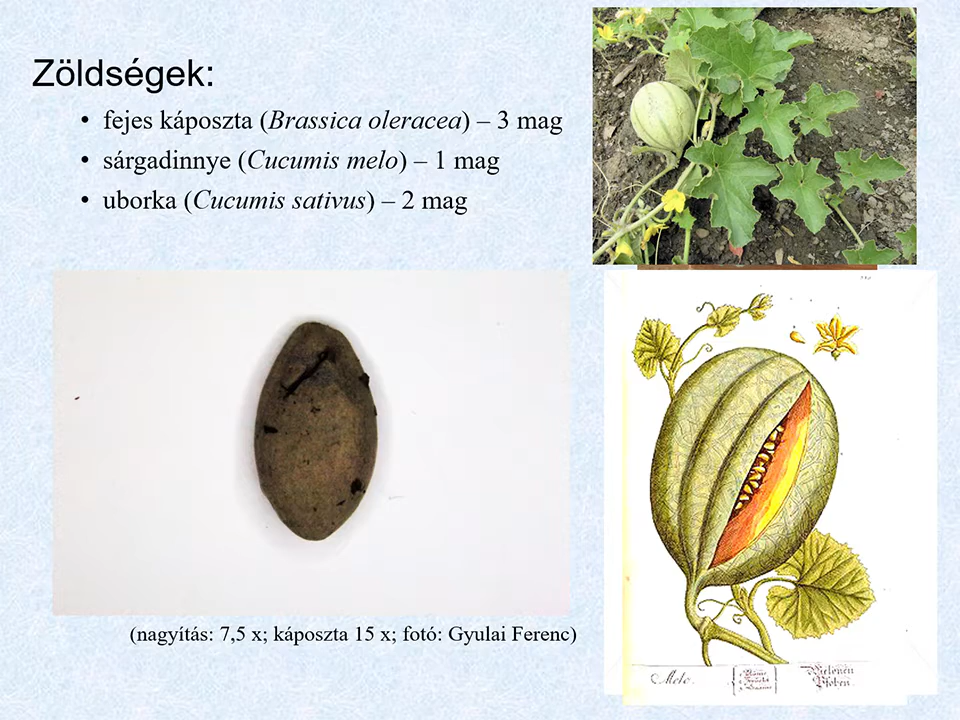 Zöldségek:
• fejes káposzta (Brassica oleracea) – 3 mag
• sárgadinnye (Cucumis melo) – 1 mag
• uborka (Cucumis sativus) – 2 mag
(nagyítás: 7,5 x; káposzta 15 x; fotó: Gyulai Ferenc)
Melo.